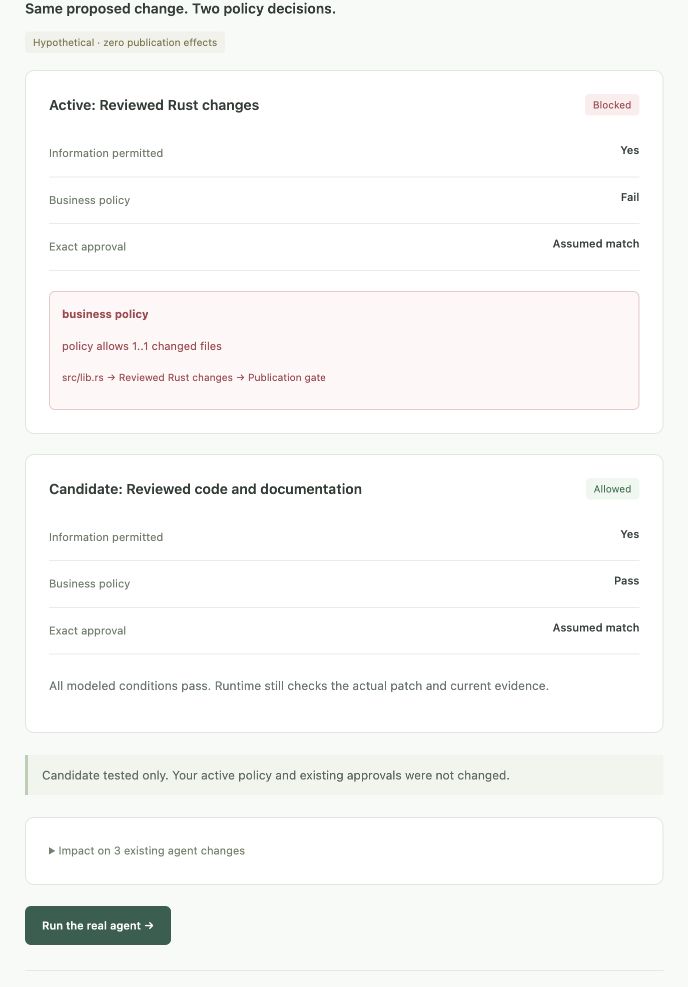 Same proposed change. Two policy decisions.
Hypothetical · zero publication effects
Active: Reviewed Rust changes
Blocked
Information permitted
Yes
Business policy
Fail
Exact approval
Assumed match
business policy
policy allows 1..1 changed files
src/lib.rs → Reviewed Rust changes → Publication gate
Candidate: Reviewed code and documentation
Allowed
Information permitted
Yes
Business policy
Pass
Exact approval
Assumed match
All modeled conditions pass. Runtime still checks the actual patch and current evidence.
Candidate tested only. Your active policy and existing approvals were not changed.
▶ Impact on 3 existing agent changes
Run the real agent →